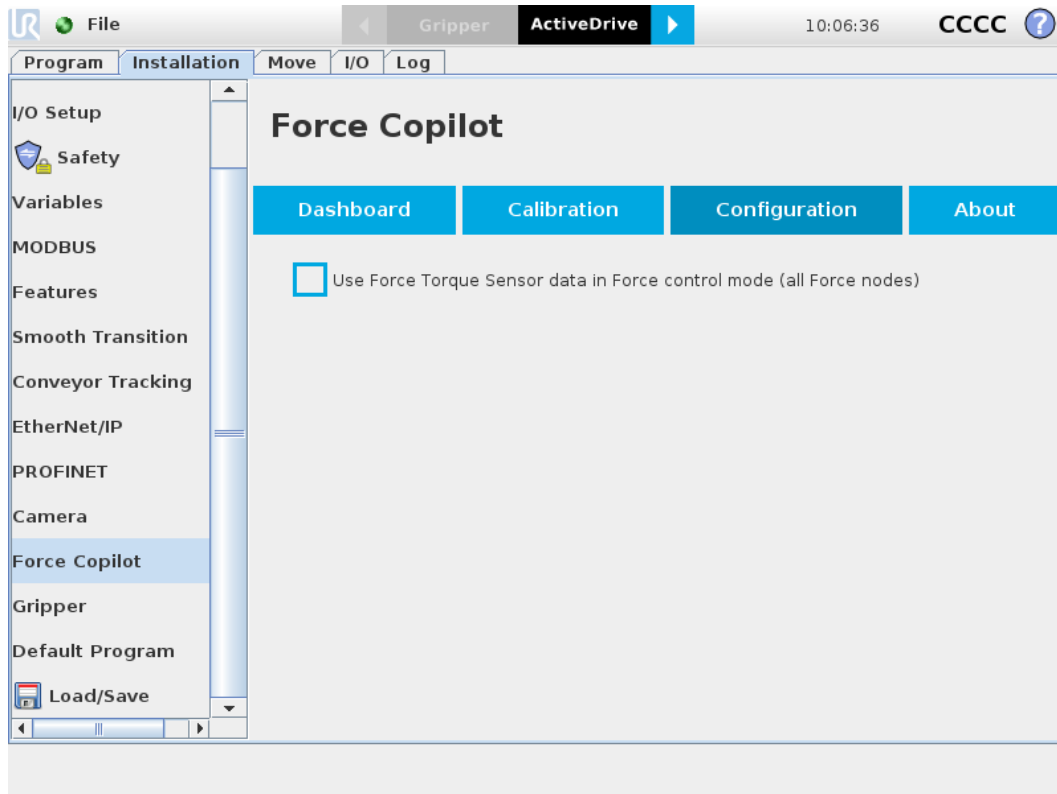 UR File Gripper ActiveDrive 10:06:36 CCCC ?
Program Installation Move I/O Log
Force Copilot
Dashboard Calibration Configuration About
Use Force Torque Sensor data in Force control mode (all Force nodes)
I/O Setup
Safety
Variables
MODBUS
Features
Smooth Transition
Conveyor Tracking
EtherNet/IP
PROFINET
Camera
Force Copilot
Gripper
Default Program
Load/Save